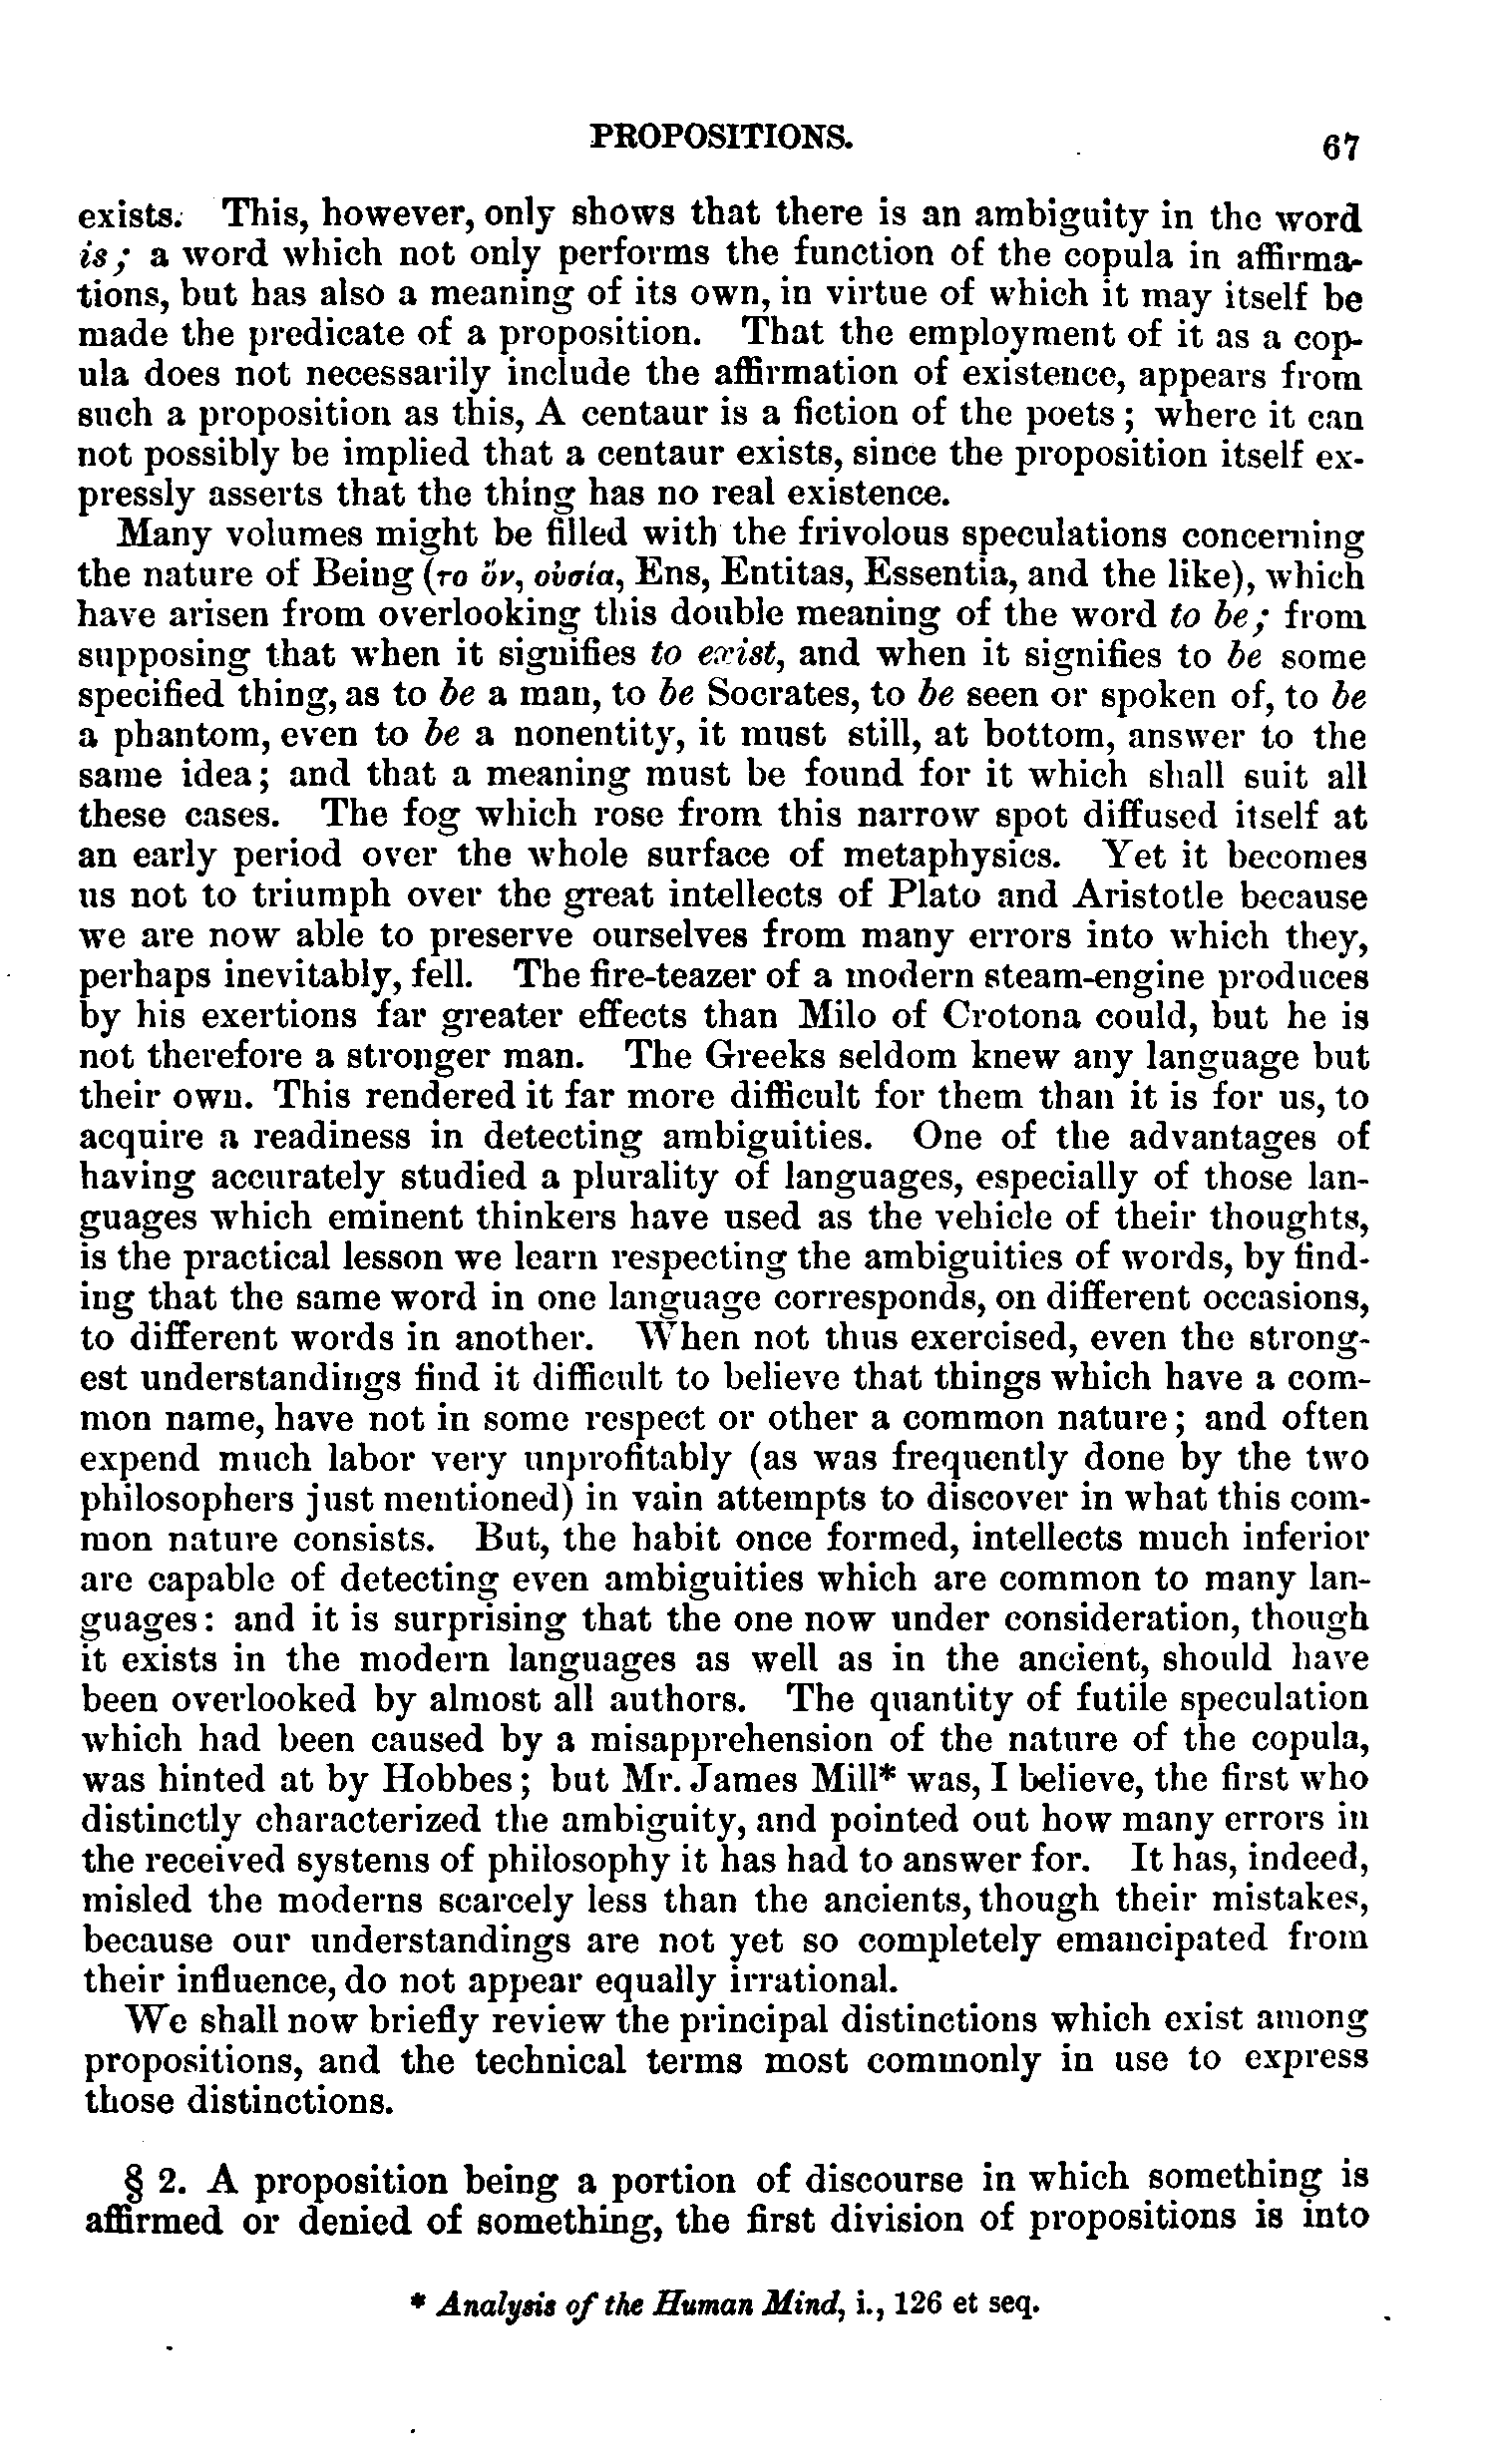 PROPOSITIONS.
67
exists. This, however, only shows that there is an ambiguity in the word
is; a word which not only performs the function of the copula in affirma-
tions, but has also a meaning of its own, in virtue of which it may itself be
made the predicate of a proposition. That the employment of it as a cop-
ula does not necessarily include the affirmation of existence, appears from
such a proposition as this, A centaur is a fiction of the poets; where it can
not possibly be implied that a centaur exists, since the proposition itself ex-
pressly asserts that the thing has no real existence.
Many volumes might be filled with the frivolous speculations concerning
the nature of Being (το ὄν, οὐσία, Ens, Entitas, Essentia, and the like), which
have arisen from overlooking this double meaning of the word to be; from
supposing that when it signifies to exist, and when it signifies to be some
specified thing, as to be a man, to be Socrates, to be seen or spoken of, to be
a phantom, even to be a nonentity, it must still, at bottom, answer to the
same idea; and that a meaning must be found for it which shall suit all
these cases. The fog which rose from this narrow spot diffused itself at
an early period over the whole surface of metaphysics. Yet it becomes
us not to triumph over the great intellects of Plato and Aristotle because
we are now able to preserve ourselves from many errors into which they,
perhaps inevitably, fell. The fire-teazer of a modern steam-engine produces
by his exertions far greater effects than Milo of Crotona could, but he is
not therefore a stronger man. The Greeks seldom knew any language but
their own. This rendered it far more difficult for them than it is for us, to
acquire a readiness in detecting ambiguities. One of the advantages of
having accurately studied a plurality of languages, especially of those lan-
guages which eminent thinkers have used as the vehicle of their thoughts,
is the practical lesson we learn respecting the ambiguities of words, by find-
ing that the same word in one language corresponds, on different occasions,
to different words in another. When not thus exercised, even the strong-
est understandings find it difficult to believe that things which have a com-
mon name, have not in some respect or other a common nature; and often
expend much labor very unprofitably (as was frequently done by the two
philosophers just mentioned) in vain attempts to discover in what this com-
mon nature consists. But, the habit once formed, intellects much inferior
are capable of detecting even ambiguities which are common to many lan-
guages: and it is surprising that the one now under consideration, though
it exists in the modern languages as well as in the ancient, should have
been overlooked by almost all authors. The quantity of futile speculation
which had been caused by a misapprehension of the nature of the copula,
was hinted at by Hobbes; but Mr. James Mill* was, I believe, the first who
distinctly characterized the ambiguity, and pointed out how many errors in
the received systems of philosophy it has had to answer for. It has, indeed,
misled the moderns scarcely less than the ancients, though their mistakes,
because our understandings are not yet so completely emancipated from
their influence, do not appear equally irrational.
We shall now briefly review the principal distinctions which exist among
propositions, and the technical terms most commonly in use to express
those distinctions.
§ 2. A proposition being a portion of discourse in which something is
affirmed or denied of something, the first division of propositions is into
* Analysis of the Human Mind, i., 126 et seq.